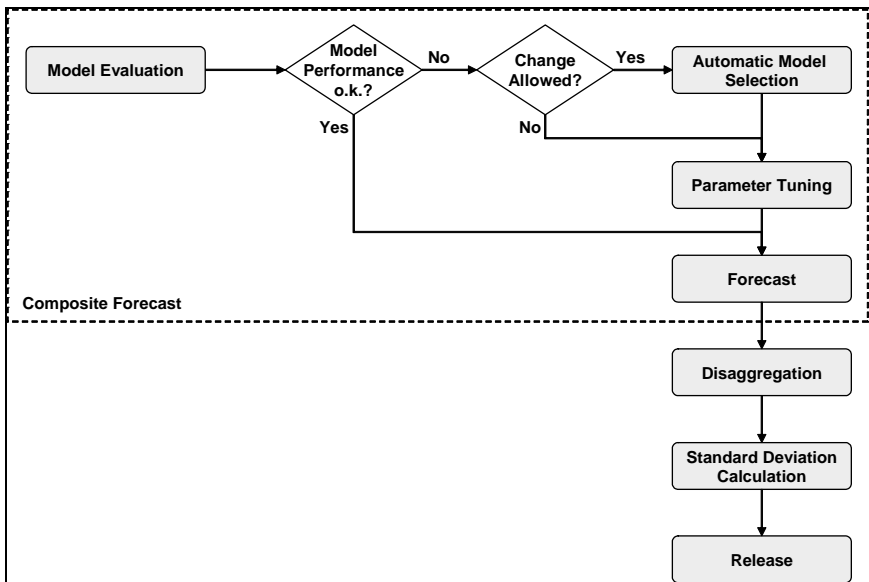 Model Evaluation
Model
Performance
o.k.?
No
Change
Allowed?
Yes
Automatic Model
Selection
Yes
No
Parameter Tuning
Forecast
Composite Forecast
Disaggregation
Standard Deviation
Calculation
Release